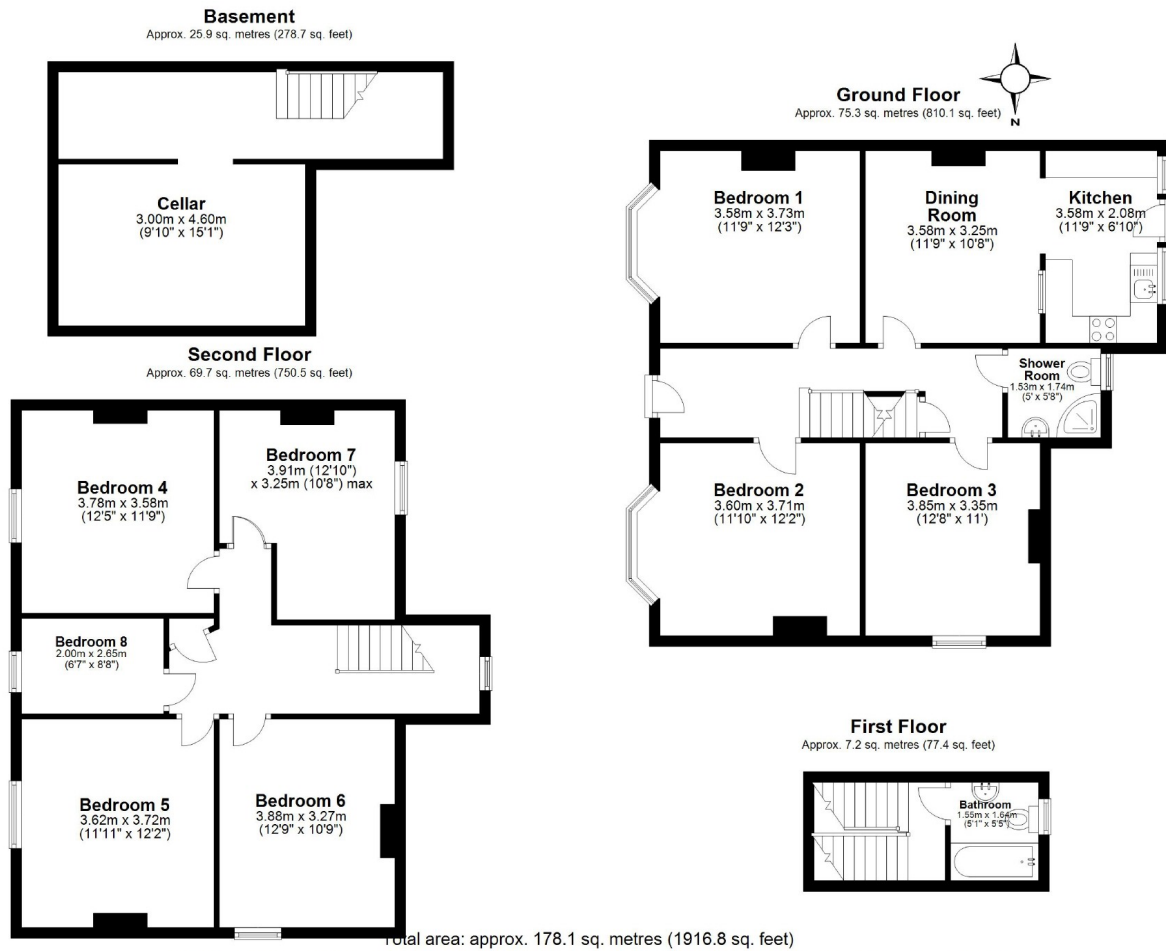 Basement
Approx. 25.9 sq. metres (278.7 sq. feet)
Cellar
3.00m x 4.60m
(9'10" x 15'1")
Ground Floor
Approx. 75.3 sq. metres (810.1 sq. feet)
N
Bedroom 1
3.58m x 3.73m
(11'9" x 12'3")
Dining
Room
3.58m x 3.25m
(11'9" x 10'8")
Kitchen
3.58m x 2.08m
(11'9" x 6'10")
Shower
Room
1.53m x 1.74m
(5' x 5'8")
Bedroom 2
3.60m x 3.71m
(11'10" x 12'2")
Bedroom 3
3.85m x 3.35m
(12'8" x 11')
Second Floor
Approx. 69.7 sq. metres (750.5 sq. feet)
Bedroom 4
3.78m x 3.58m
(12'5" x 11'9")
Bedroom 7
3.91m (12'10")
x 3.25m (10'8") max
Bedroom 8
2.00m x 2.65m
(6'7" x 8'8")
Bedroom 5
3.62m x 3.72m
(11'11" x 12'2")
Bedroom 6
3.88m x 3.27m
(12'9" x 10'9")
First Floor
Approx. 7.2 sq. metres (77.4 sq. feet)
Bathroom
1.55m x 1.64m
(5'1" x 5'5")
Total area: approx. 178.1 sq. metres (1916.8 sq. feet)